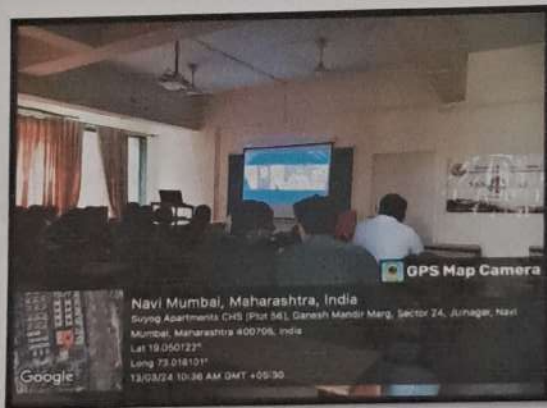 GPS Map Camera
Navi Mumbai, Maharashtra, India
Suyog Apartments CHS (Plot 56), Ganesh Mandir Marg, Sector 24, Juinagar, Navi
Mumbai, Maharashtra 400706, India
Lat 19.050123°
Long 73.018101°
13/03/24 10:36 AM GMT +05:30
Google